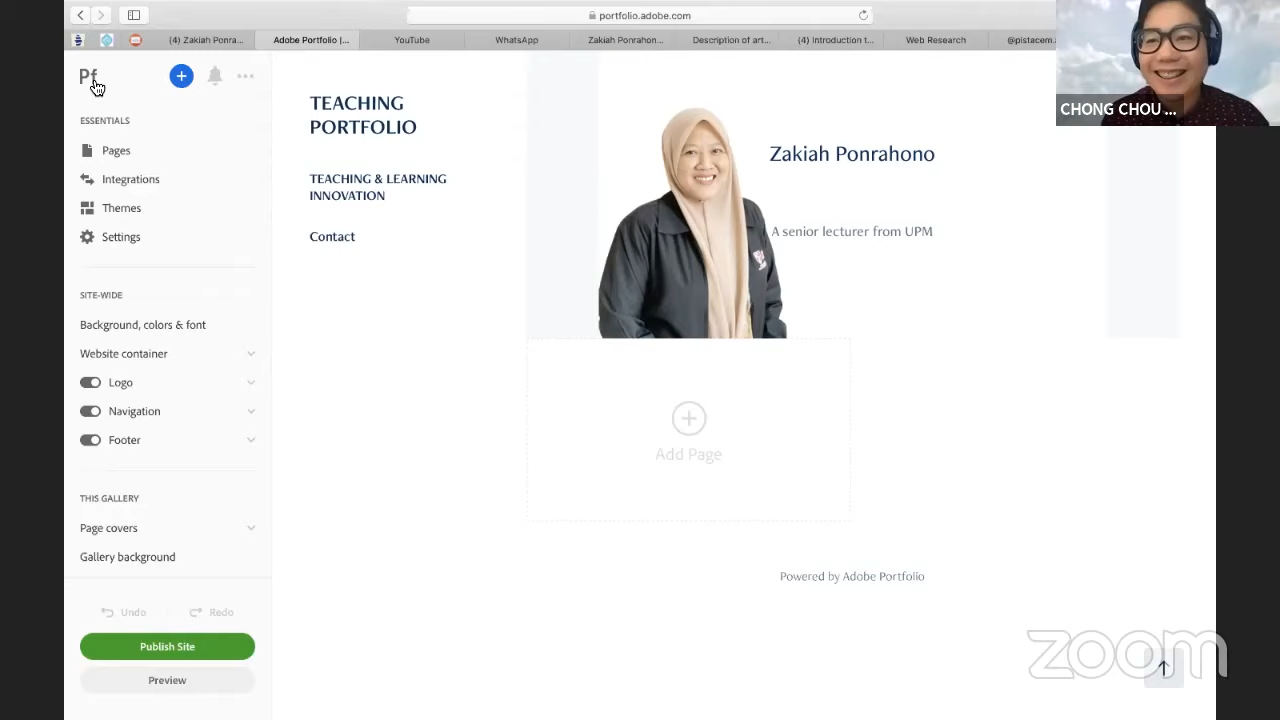 portfolio.adobe.com
(4) Zakiah Ponra...
Adobe Portfolio |...
YouTube
WhatsApp
Zakiah Ponrahon...
Description of art...
(4) Introduction t...
Web Research
@pistacem.
CHONG CHOU ...
Pf
ESSENTIALS
Pages
Integrations
Themes
Settings
SITE-WIDE
Background, colors & font
Website container
Logo
Navigation
Footer
THIS GALLERY
Page covers
Gallery background
Undo
Redo
Publish Site
Preview
TEACHING
PORTFOLIO
TEACHING & LEARNING
INNOVATION
Contact
Zakiah Ponrahono
A senior lecturer from UPM
Add Page
Powered by Adobe Portfolio
zoom